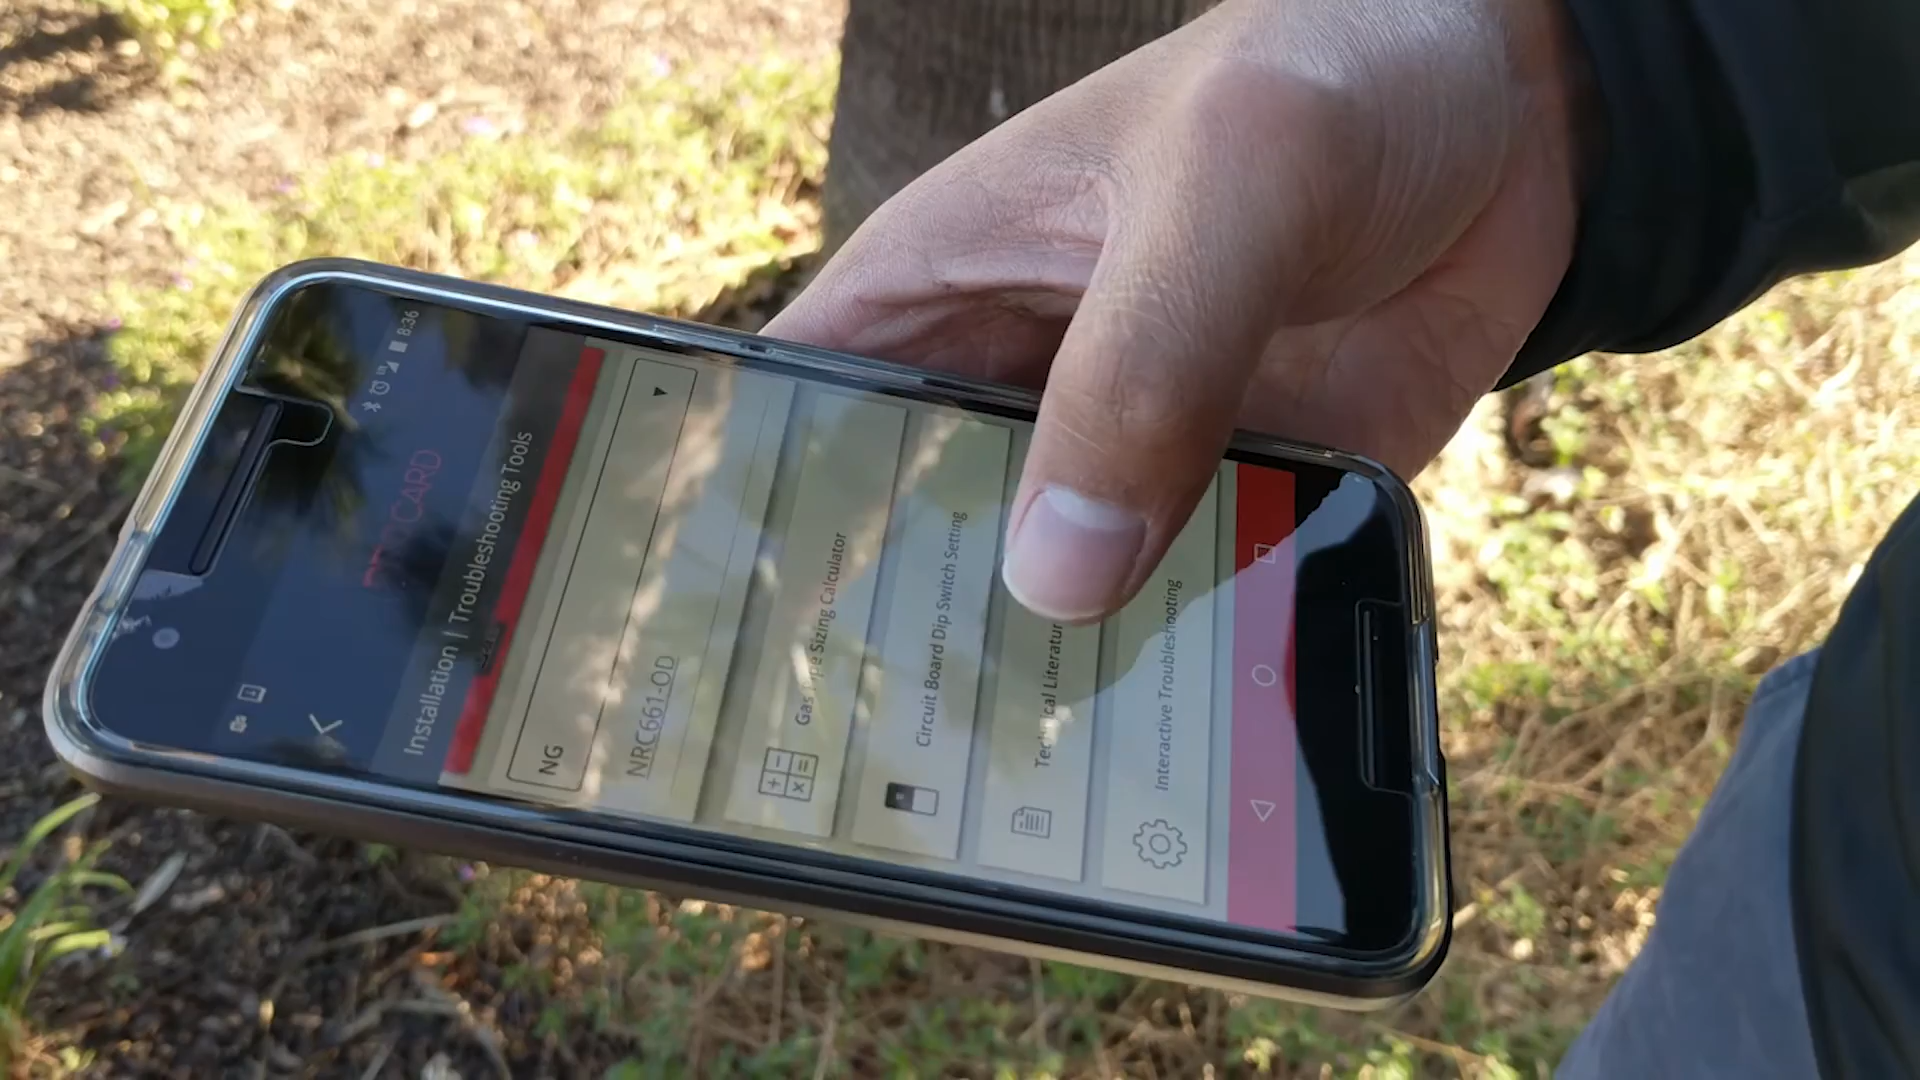 8:36
Installation | Troubleshooting Tools
NG
NRC661-OD
Gas Pipe Sizing Calculator
Circuit Board Dip Switch Setting
Technical Literatur
Interactive Troubleshooting